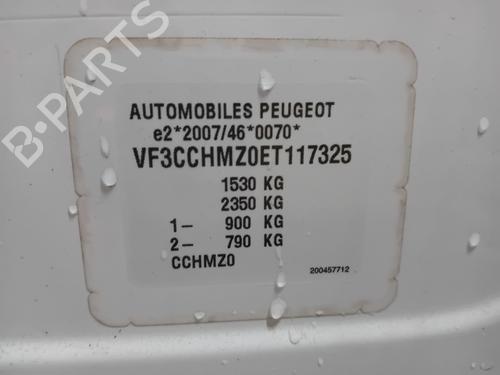 B-PARTS
AUTOMOBILES PEUGEOT
e2*2007/46*0070*
VF3CCHMZ0ET117325
1530 KG
2350 KG
1- 900 KG
2- 790 KG
CCHMZ0
200457712